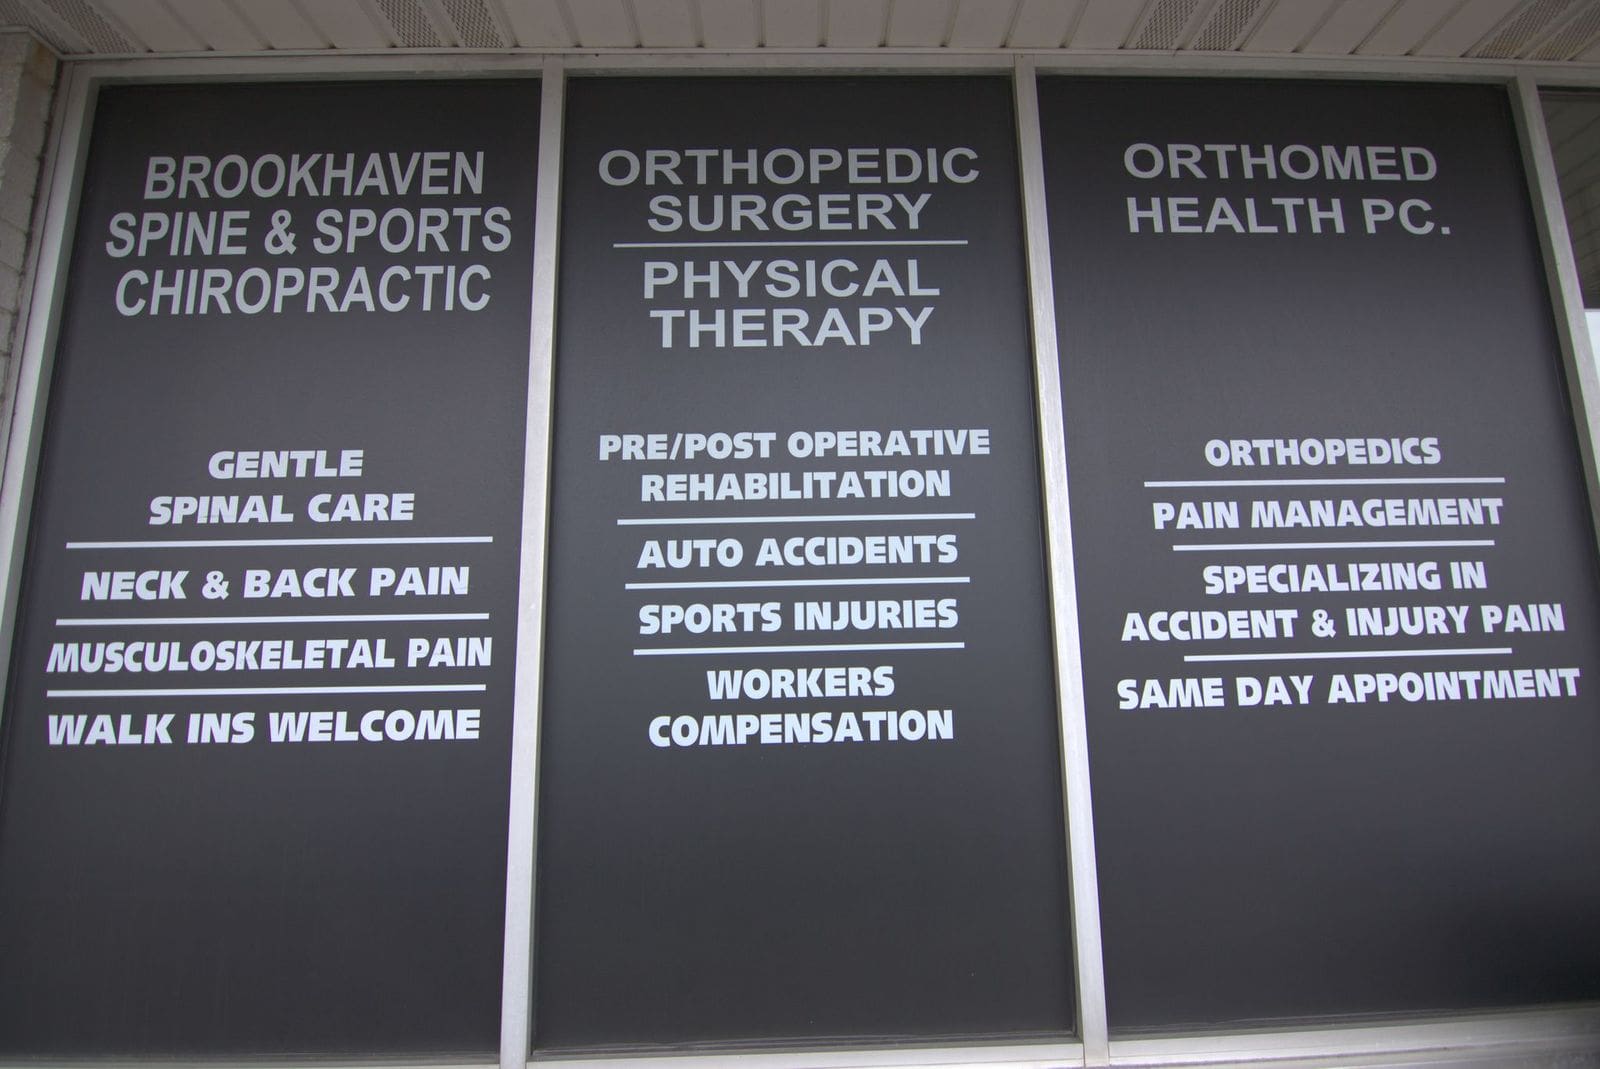 BROOKHAVEN
SPINE & SPORTS
CHIROPRACTIC
GENTLE
SPINAL CARE
NECK & BACK PAIN
MUSCULOSKELETAL PAIN
WALK INS WELCOME
ORTHOPEDIC
SURGERY
PHYSICAL
THERAPY
PRE/POST OPERATIVE
REHABILITATION
AUTO ACCIDENTS
SPORTS INJURIES
WORKERS
COMPENSATION
ORTHOMED
HEALTH PC.
ORTHOPEDICS
PAIN MANAGEMENT
SPECIALIZING IN
ACCIDENT & INJURY PAIN
SAME DAY APPOINTMENT